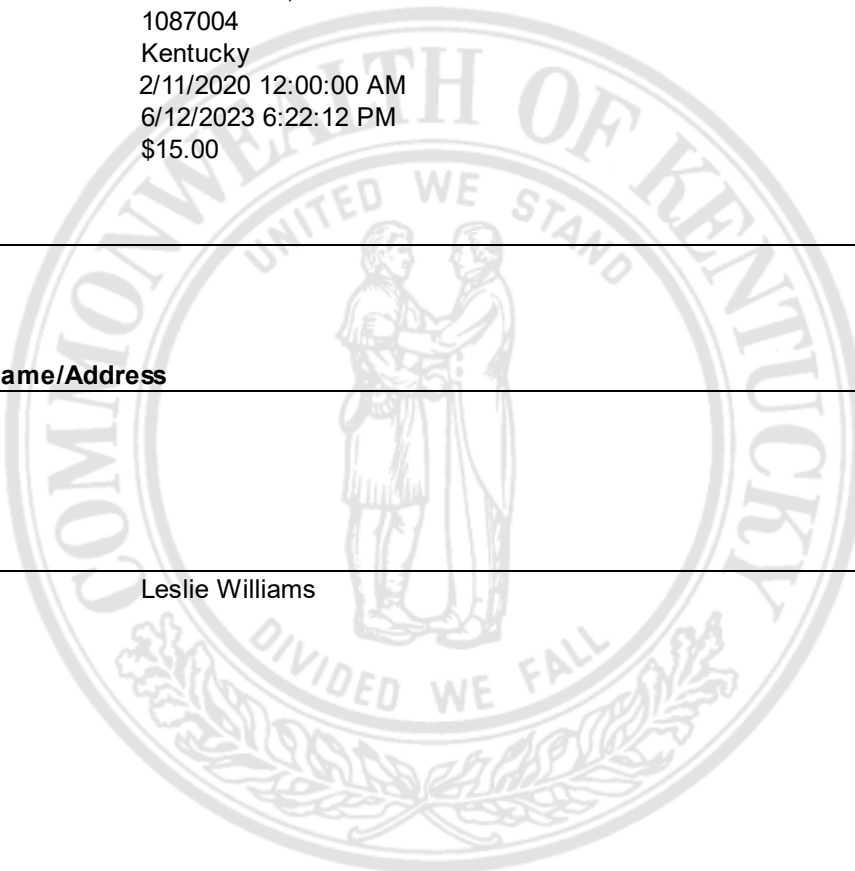 1087004
Kentucky
2/11/2020 12:00:00 AM
6/12/2023 6:22:12 PM
$15.00
COMMONWEALTH OF KENTUCKY
UNITED WE STAND
ame/Address
Leslie Williams
DIVIDED WE FALL